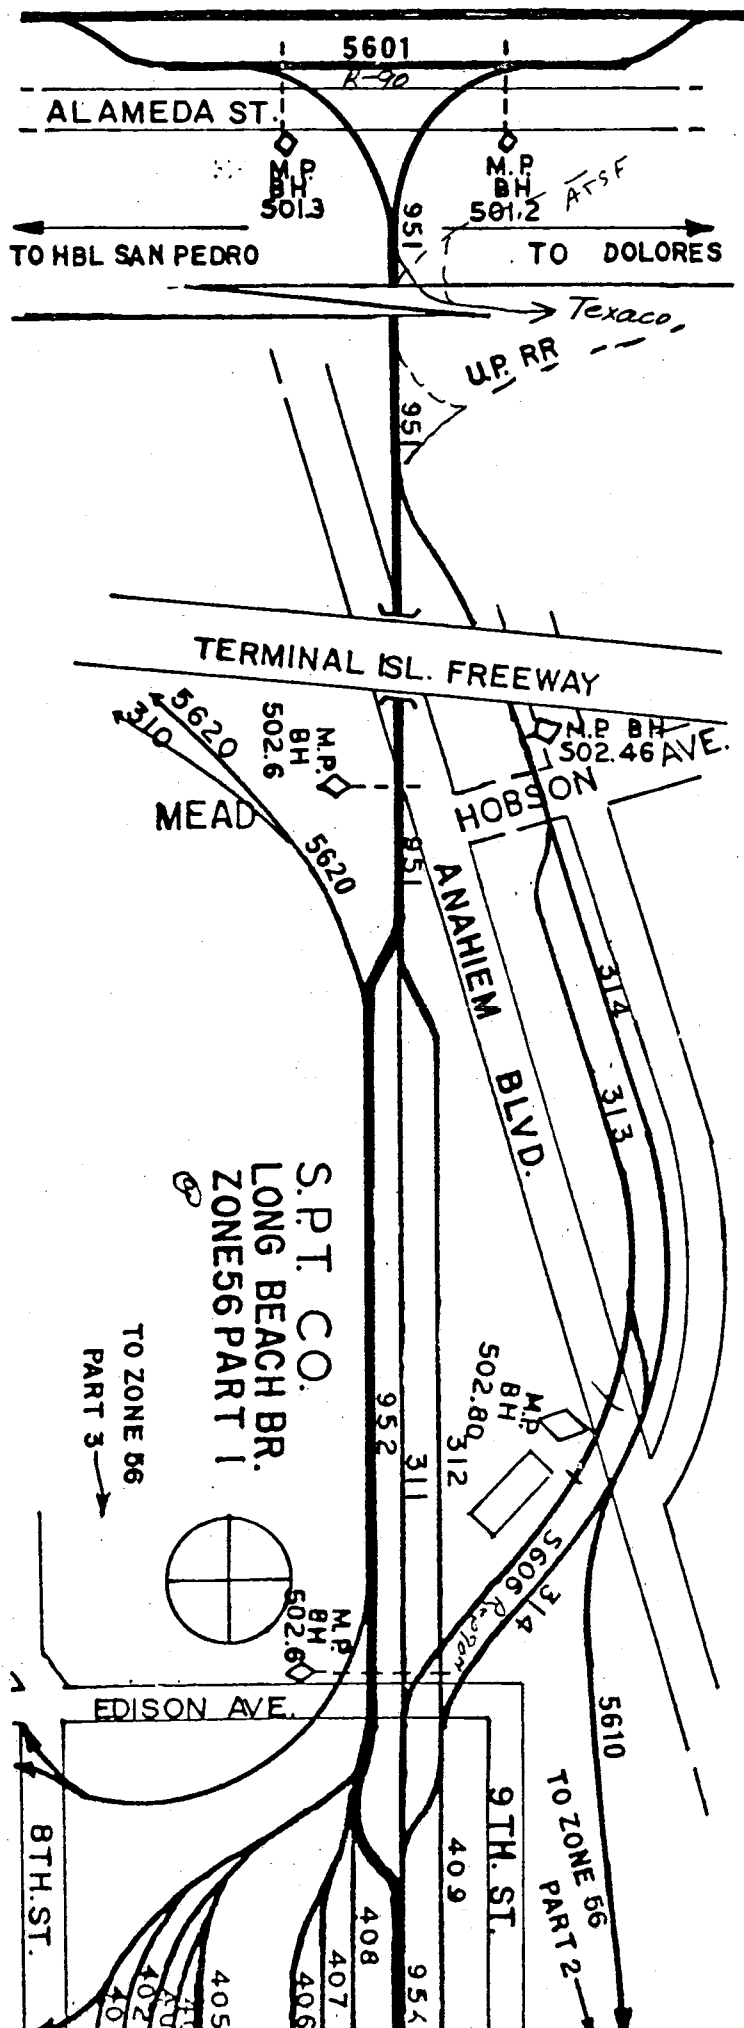 5601
R-90
ALAMEDA ST.
M.P.
BH
501.3
M.P.
BH
501.2
ATSF
951
TO HBL SAN PEDRO
TO DOLORES
Texaco,
U.P. RR
951
TERMINAL ISL. FREEWAY
5620
310
M.P.
BH
502.6
M.P BH
502.46
AVE.
HOBSON
MEAD
5620
951
ANAHIEM BLVD.
314
313
S.P.T. CO.
LONG BEACH BR.
ZONE 56 PART 1
TO ZONE 56
PART 3
952
311
312
M.P.
BH
502.80
5606
314
M.P.
BH
502.6
EDISON AVE.
5610
TO ZONE 56
PART 2
8TH. ST.
9TH. ST.
409
408
407
406
405
402
40